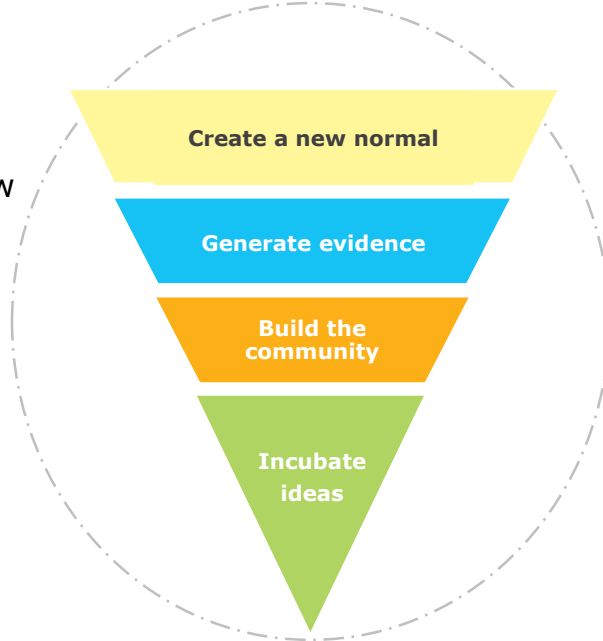 Create a new normal
w
Generate evidence
Build the
community
Incubate
ideas